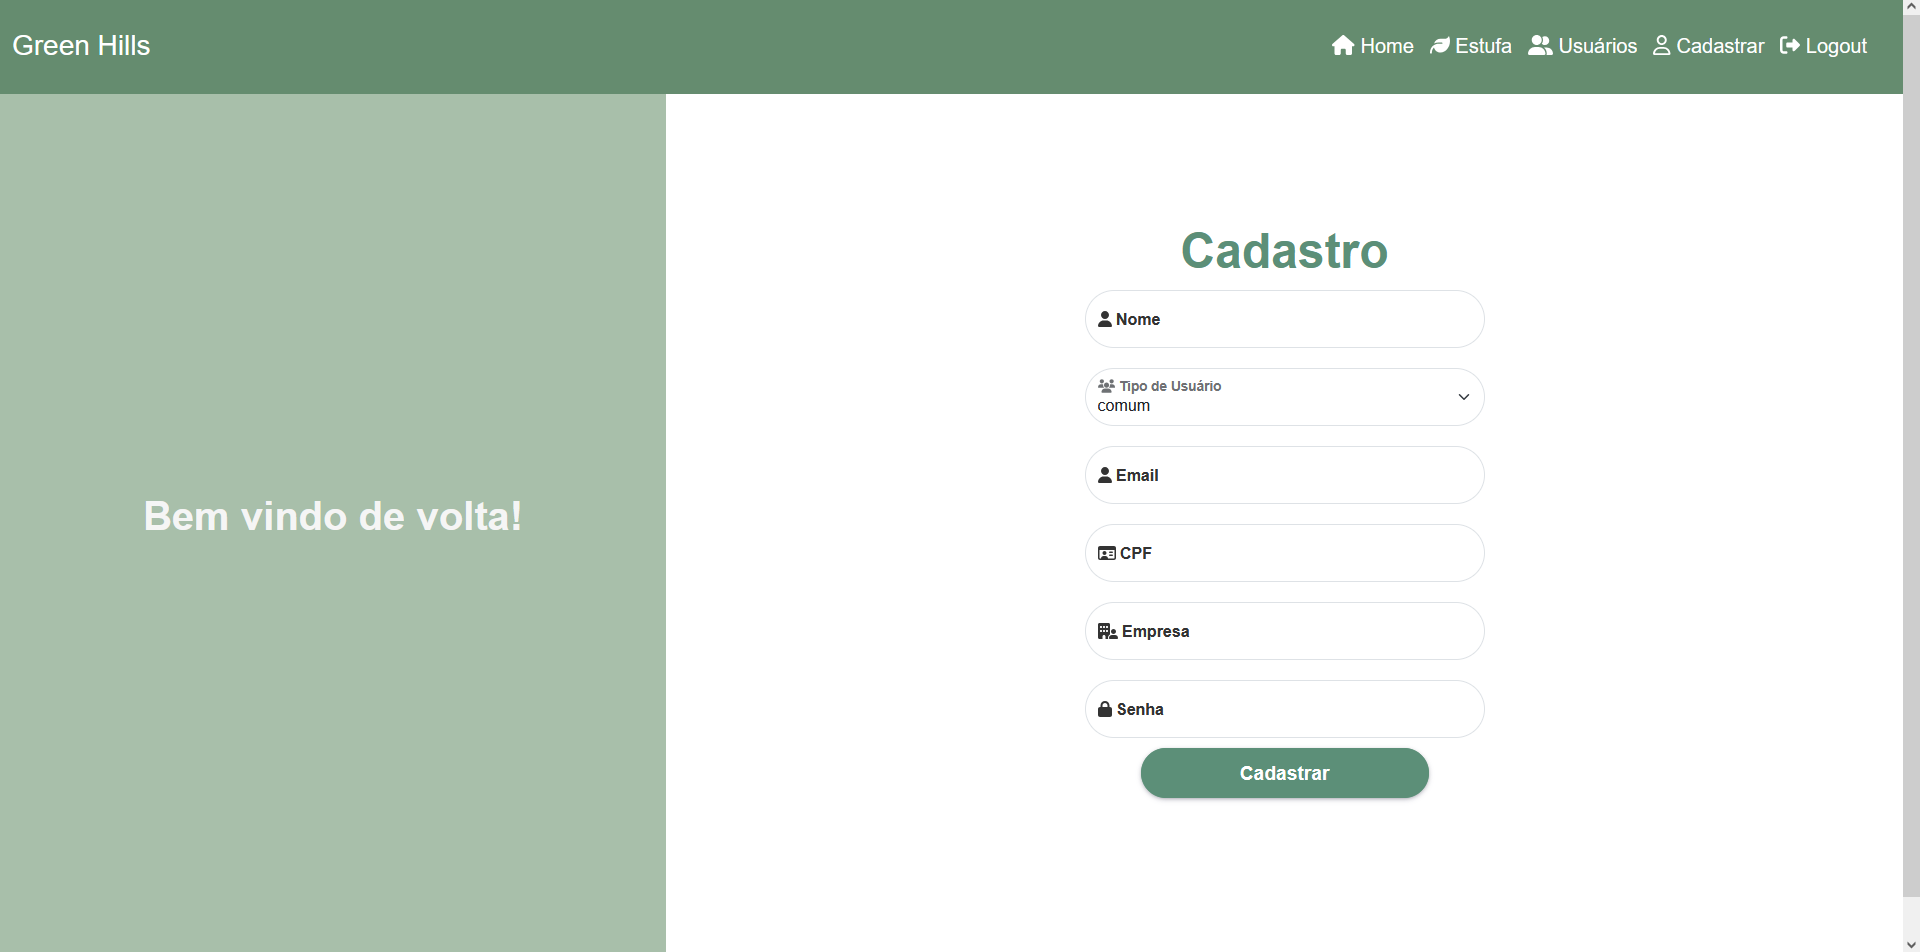 Green Hills
Home Estufa Usuários Cadastrar Logout
Bem vindo de volta!
Cadastro
Nome
Tipo de Usuário
comum
Email
CPF
Empresa
Senha
Cadastrar